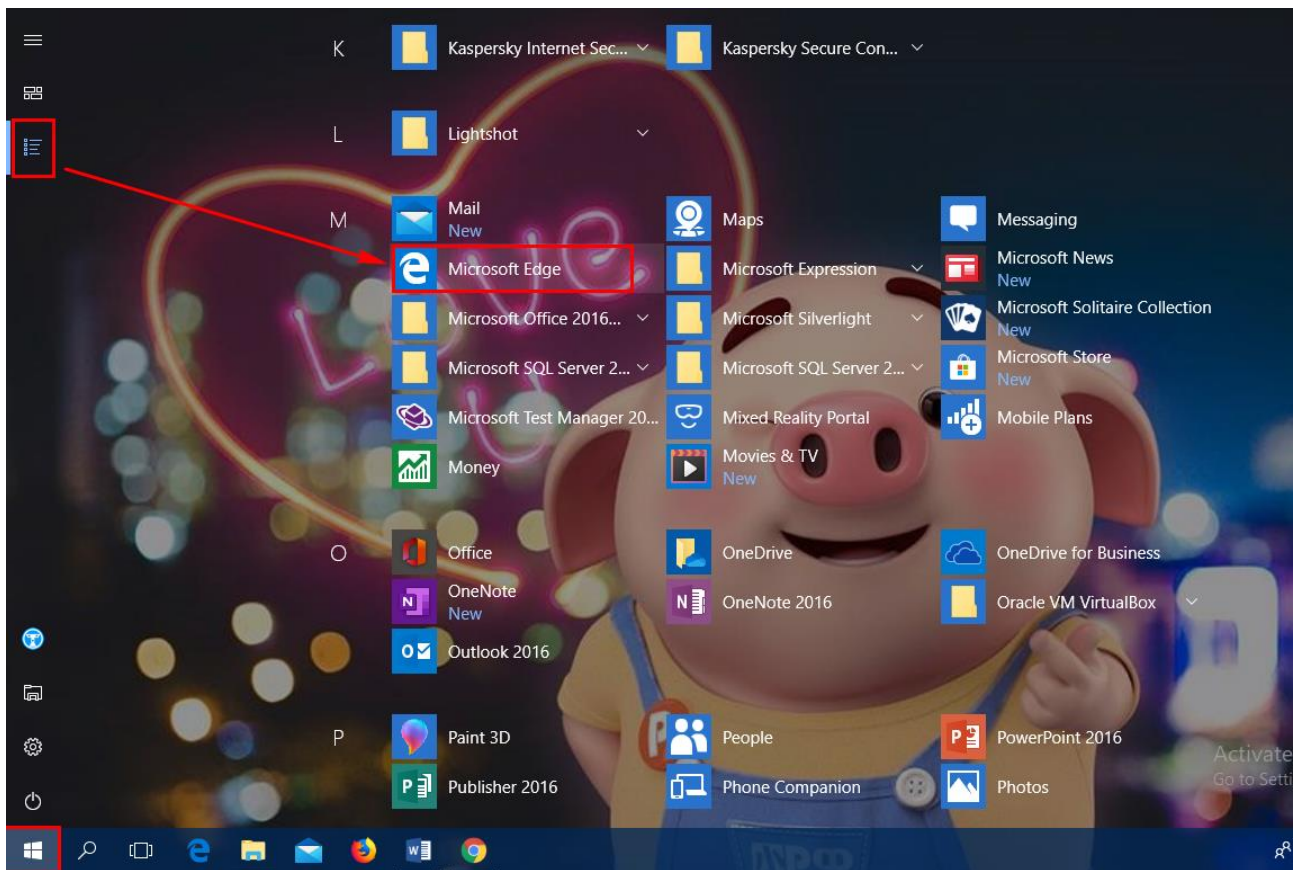 K
Kaspersky Internet Sec...
Kaspersky Secure Con...
L
Lightshot
M
Mail
New
Maps
Messaging
Microsoft Edge
Microsoft Expression
Microsoft News
New
Microsoft Office 2016...
Microsoft Silverlight
Microsoft Solitaire Collection
New
Microsoft SQL Server 2...
Microsoft SQL Server 2...
Microsoft Store
New
Microsoft Test Manager 20...
Mixed Reality Portal
Mobile Plans
Money
Movies & TV
New
O
Office
OneDrive
OneDrive for Business
OneNote
New
OneNote 2016
Oracle VM VirtualBox
Outlook 2016
P
Paint 3D
People
PowerPoint 2016
Publisher 2016
Phone Companion
Photos
Activate
Go to Setti